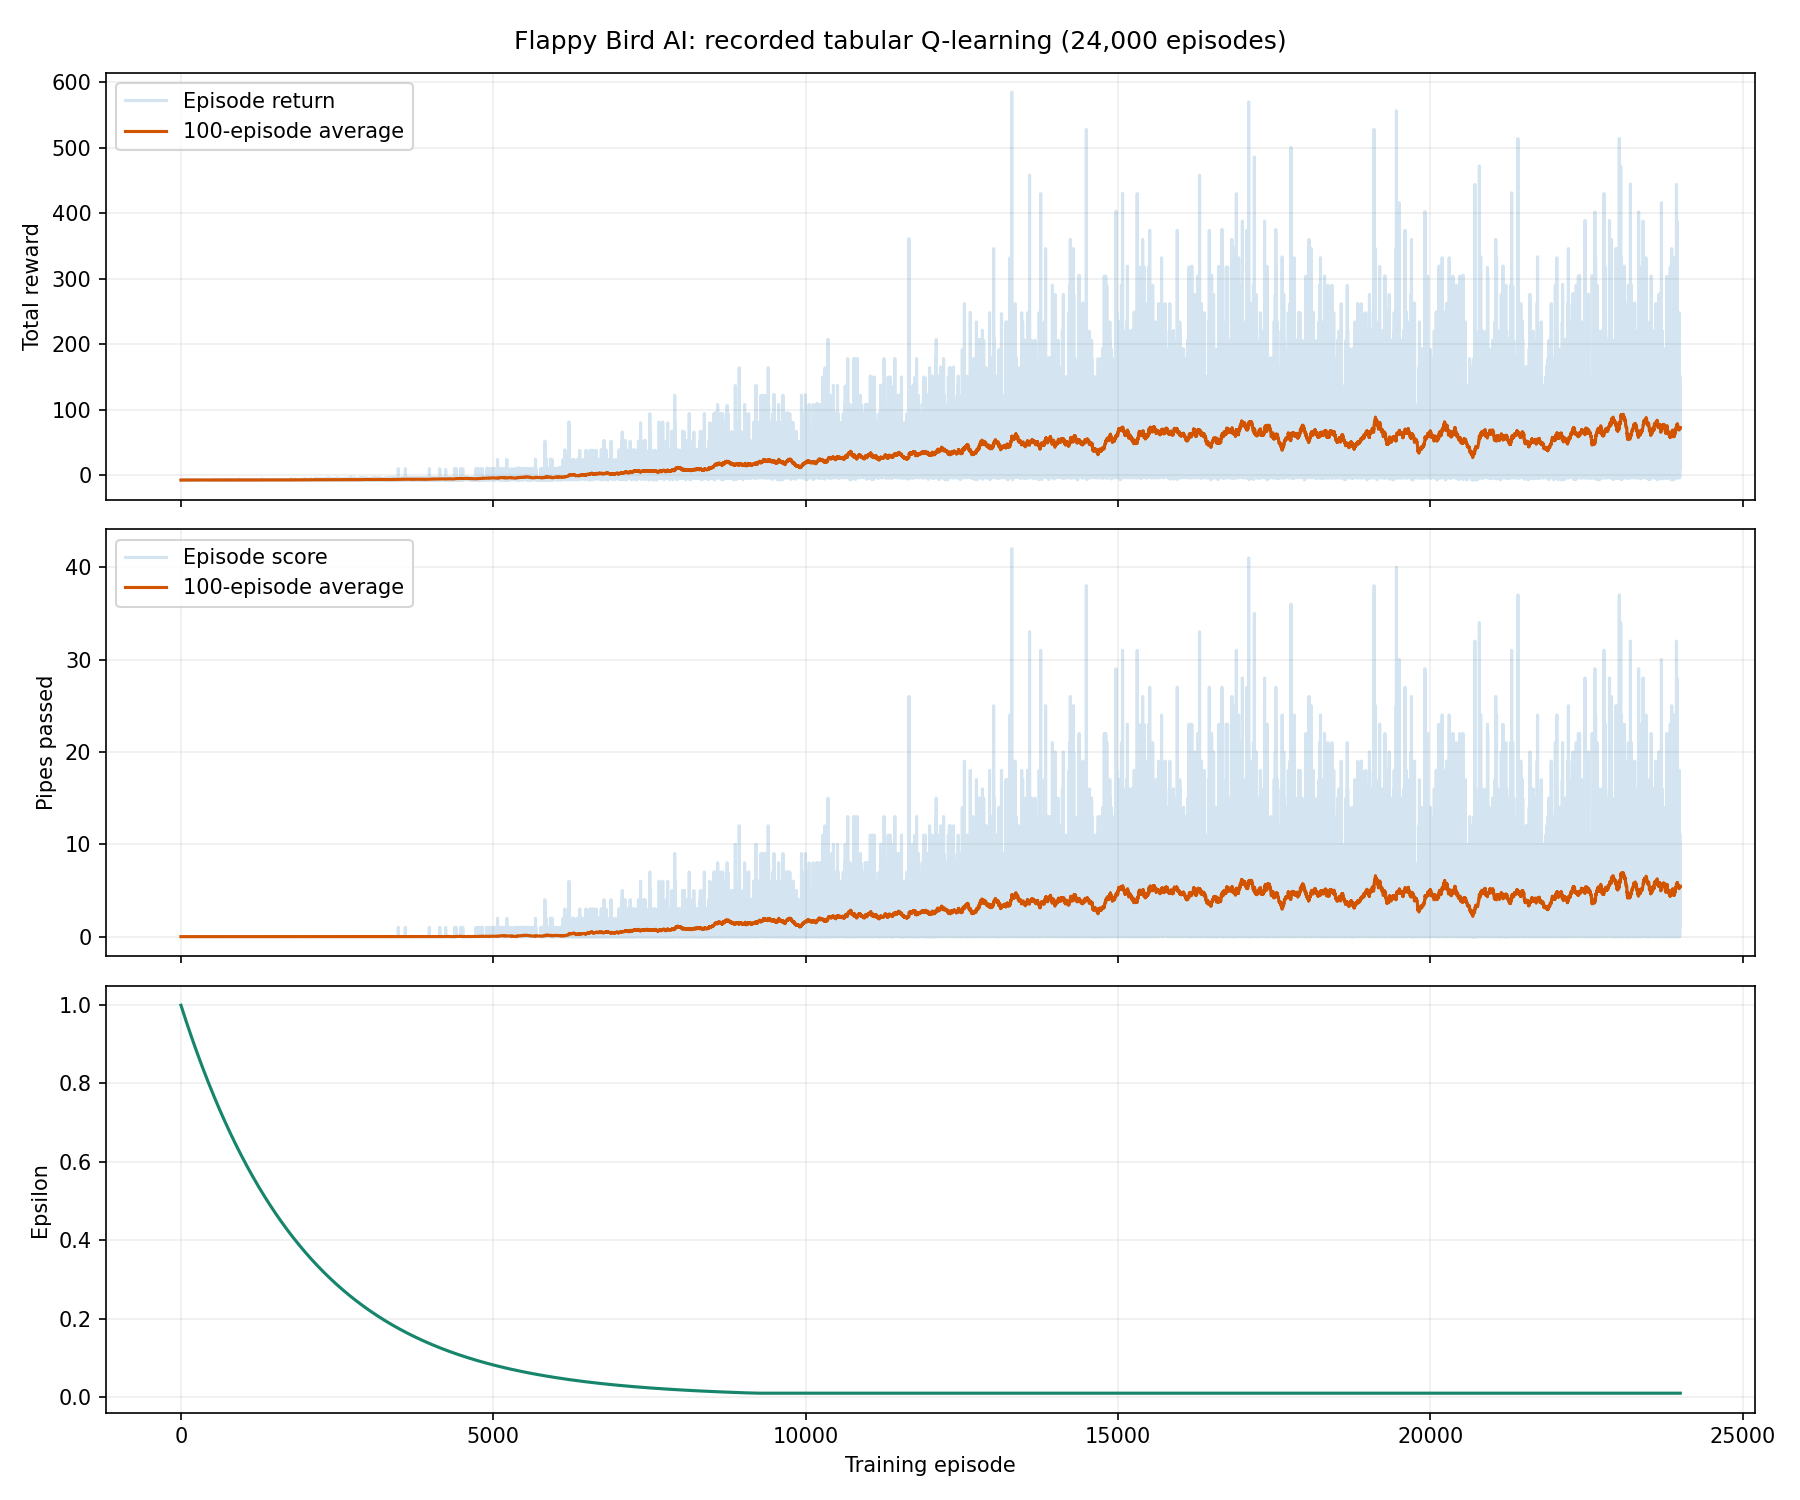 Flappy Bird AI: recorded tabular Q-learning (24,000 episodes)
Episode return
100-episode average
Total reward
600
500
400
300
200
100
0
Episode score
100-episode average
Pipes passed
40
30
20
10
0
Epsilon
1.0
0.8
0.6
0.4
0.2
0.0
0 5000 10000 15000 20000 25000
Training episode